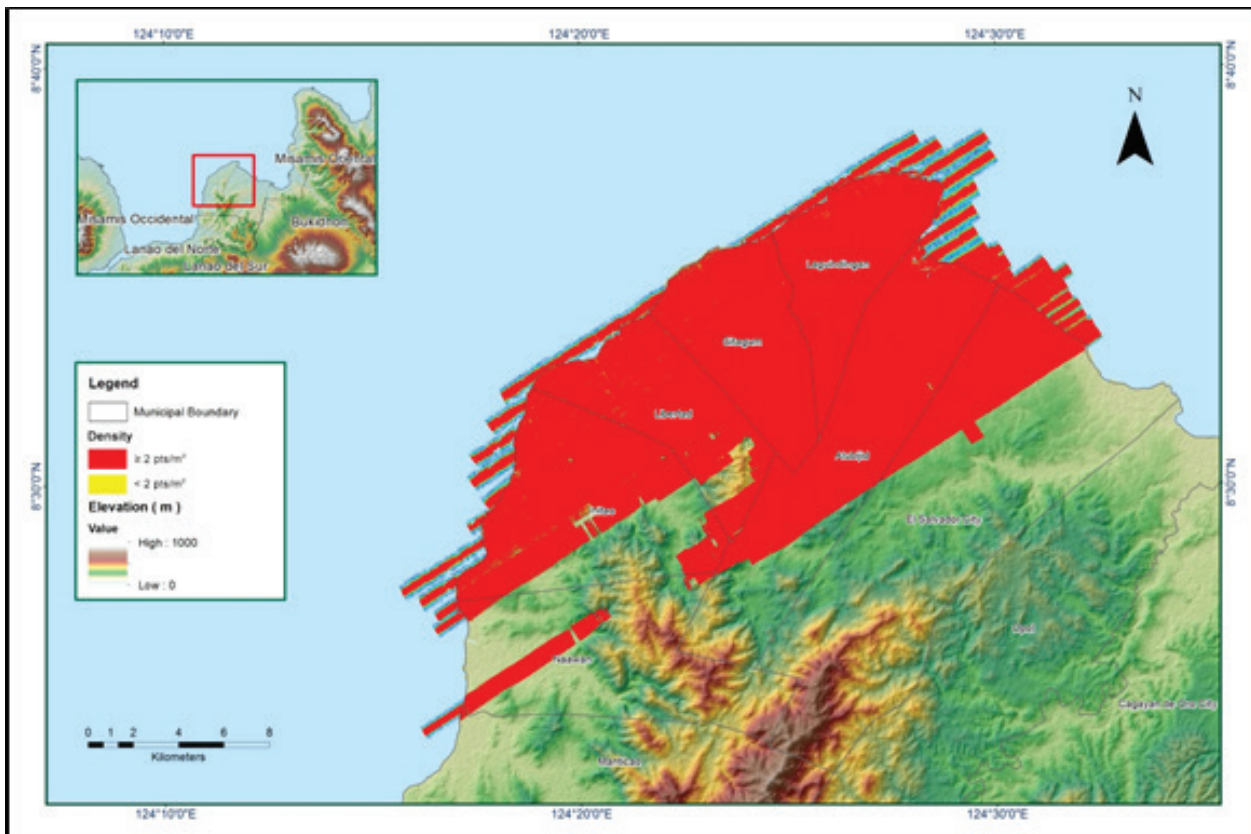 124°10'0"E 124°20'0"E 124°30'0"E
8°40'0"N 8°40'0"N
N
Misamis Oriental
Misamis Occidental
Bukidnon
Lanao del Norte
Lanao del Sur
Laguindingan
Gitagum
Libertad
Alubijid
Initao
8°30'0"N 8°30'0"N
El Salvador City
Opol
Naawan
Cagayan de Oro City
Manticao
Legend
Municipal Boundary
Density
≥ 2 pts/m²
< 2 pts/m²
Elevation ( m )
Value
High : 1000
Low : 0
0 1 2 4 6 8
Kilometers
124°10'0"E 124°20'0"E 124°30'0"E